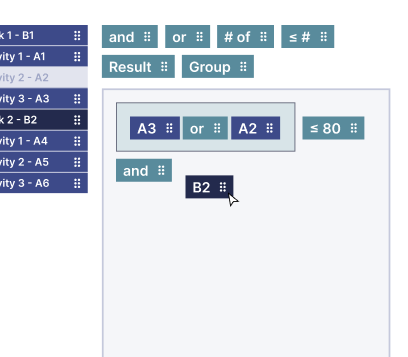 k 1 - B1
vity 1 - A1
vity 2 - A2
vity 3 - A3
k 2 - B2
vity 1 - A4
vity 2 - A5
vity 3 - A6
and or # of ≤ #
Result Group
A3 or A2 ≤ 80
and
B2